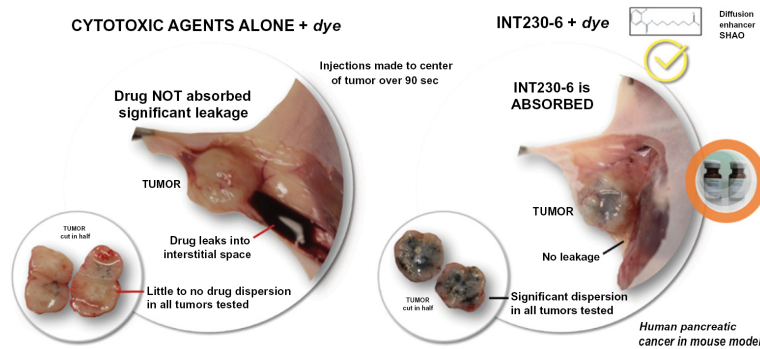 CYTOTOXIC AGENTS ALONE + dye
Injections made to center
of tumor over 90 sec
Drug NOT absorbed
significant leakage
TUMOR
Drug leaks into
interstitial space
TUMOR
cut in half
Little to no drug dispersion
in all tumors tested
INT230-6 + dye
Diffusion
enhancer
SHAO
INT230-6 is
ABSORBED
TUMOR
No leakage
TUMOR
cut in half
Significant dispersion
in all tumors tested
Human pancreatic
cancer in mouse model